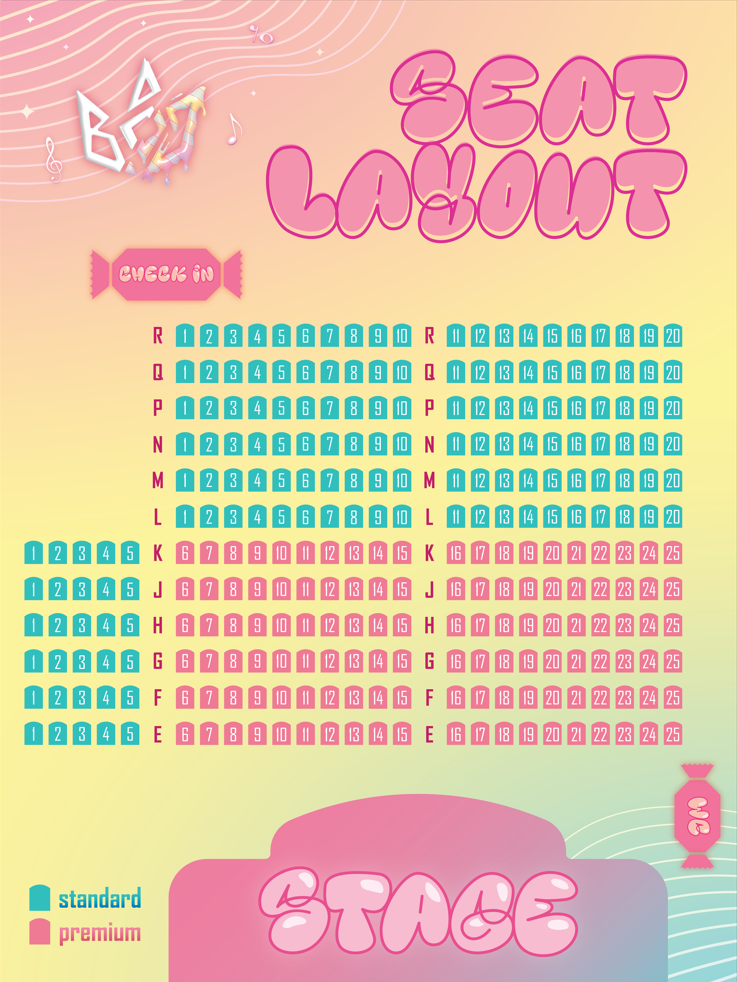 SEAT
LAYOUT
CHECK IN
R 1 2 3 4 5 6 7 8 9 10 R 11 12 13 14 15 16 17 18 19 20
Q 1 2 3 4 5 6 7 8 9 10 Q 11 12 13 14 15 16 17 18 19 20
P 1 2 3 4 5 6 7 8 9 10 P 11 12 13 14 15 16 17 18 19 20
N 1 2 3 4 5 6 7 8 9 10 N 11 12 13 14 15 16 17 18 19 20
M 1 2 3 4 5 6 7 8 9 10 M 11 12 13 14 15 16 17 18 19 20
L 1 2 3 4 5 6 7 8 9 10 L 11 12 13 14 15 16 17 18 19 20
1 2 3 4 5 K 6 7 8 9 10 11 12 13 14 15 K 16 17 18 19 20 21 22 23 24 25
1 2 3 4 5 J 6 7 8 9 10 11 12 13 14 15 J 16 17 18 19 20 21 22 23 24 25
1 2 3 4 5 H 6 7 8 9 10 11 12 13 14 15 H 16 17 18 19 20 21 22 23 24 25
1 2 3 4 5 G 6 7 8 9 10 11 12 13 14 15 G 16 17 18 19 20 21 22 23 24 25
1 2 3 4 5 F 6 7 8 9 10 11 12 13 14 15 F 16 17 18 19 20 21 22 23 24 25
1 2 3 4 5 E 6 7 8 9 10 11 12 13 14 15 E 16 17 18 19 20 21 22 23 24 25
WC
STAGE
standard
premium